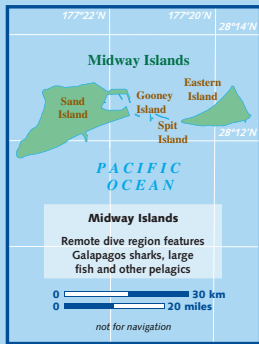 177°22'N 177°20'N
28°14'N
Midway Islands
Sand
Island
Gooney
Island
Eastern
Island
Spit
Island
28°12'N
PACIFIC
OCEAN
Midway Islands
Remote dive region features
Galapagos sharks, large
fish and other pelagics
0 30 km
0 20 miles
not for navigation